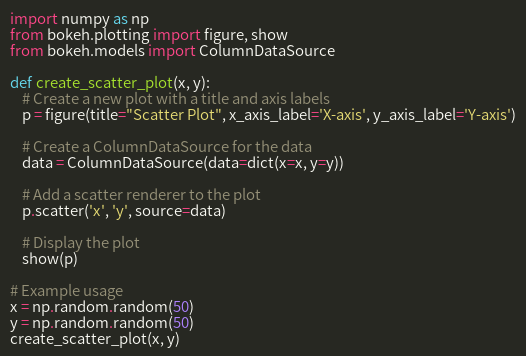 import numpy as np
from bokeh.plotting import figure, show
from bokeh.models import ColumnDataSource

def create_scatter_plot(x, y):
    # Create a new plot with a title and axis labels
    p = figure(title="Scatter Plot", x_axis_label='X-axis', y_axis_label='Y-axis')

    # Create a ColumnDataSource for the data
    data = ColumnDataSource(data=dict(x=x, y=y))

    # Add a scatter renderer to the plot
    p.scatter('x', 'y', source=data)

    # Display the plot
    show(p)

# Example usage
x = np.random.random(50)
y = np.random.random(50)
create_scatter_plot(x, y)